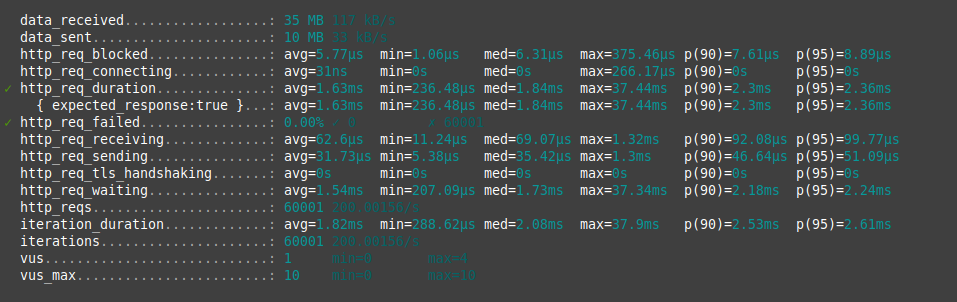 data_received..................: 35 MB 117 kB/s
data_sent......................: 10 MB 33 kB/s
http_req_blocked...............: avg=5.77µs min=1.06µs med=6.31µs max=375.46µs p(90)=7.61µs p(95)=8.89µs
http_req_connecting............: avg=31ns min=0s med=0s max=266.17µs p(90)=0s p(95)=0s
✓ http_req_duration..............: avg=1.63ms min=236.48µs med=1.84ms max=37.44ms p(90)=2.3ms p(95)=2.36ms
{ expected_response:true }...: avg=1.63ms min=236.48µs med=1.84ms max=37.44ms p(90)=2.3ms p(95)=2.36ms
✓ http_req_failed................: 0.00% ✓ 0 ✗ 60001
http_req_receiving.............: avg=62.6µs min=11.24µs med=69.07µs max=1.32ms p(90)=92.08µs p(95)=99.77µs
http_req_sending...............: avg=31.73µs min=5.38µs med=35.42µs max=1.3ms p(90)=46.64µs p(95)=51.09µs
http_req_tls_handshaking.......: avg=0s min=0s med=0s max=0s p(90)=0s p(95)=0s
http_req_waiting...............: avg=1.54ms min=207.09µs med=1.73ms max=37.34ms p(90)=2.18ms p(95)=2.24ms
http_reqs......................: 60001 200.00156/s
iteration_duration.............: avg=1.82ms min=288.62µs med=2.08ms max=37.9ms p(90)=2.53ms p(95)=2.61ms
iterations.....................: 60001 200.00156/s
vus............................: 1 min=0 max=4
vus_max........................: 10 min=8 max=10